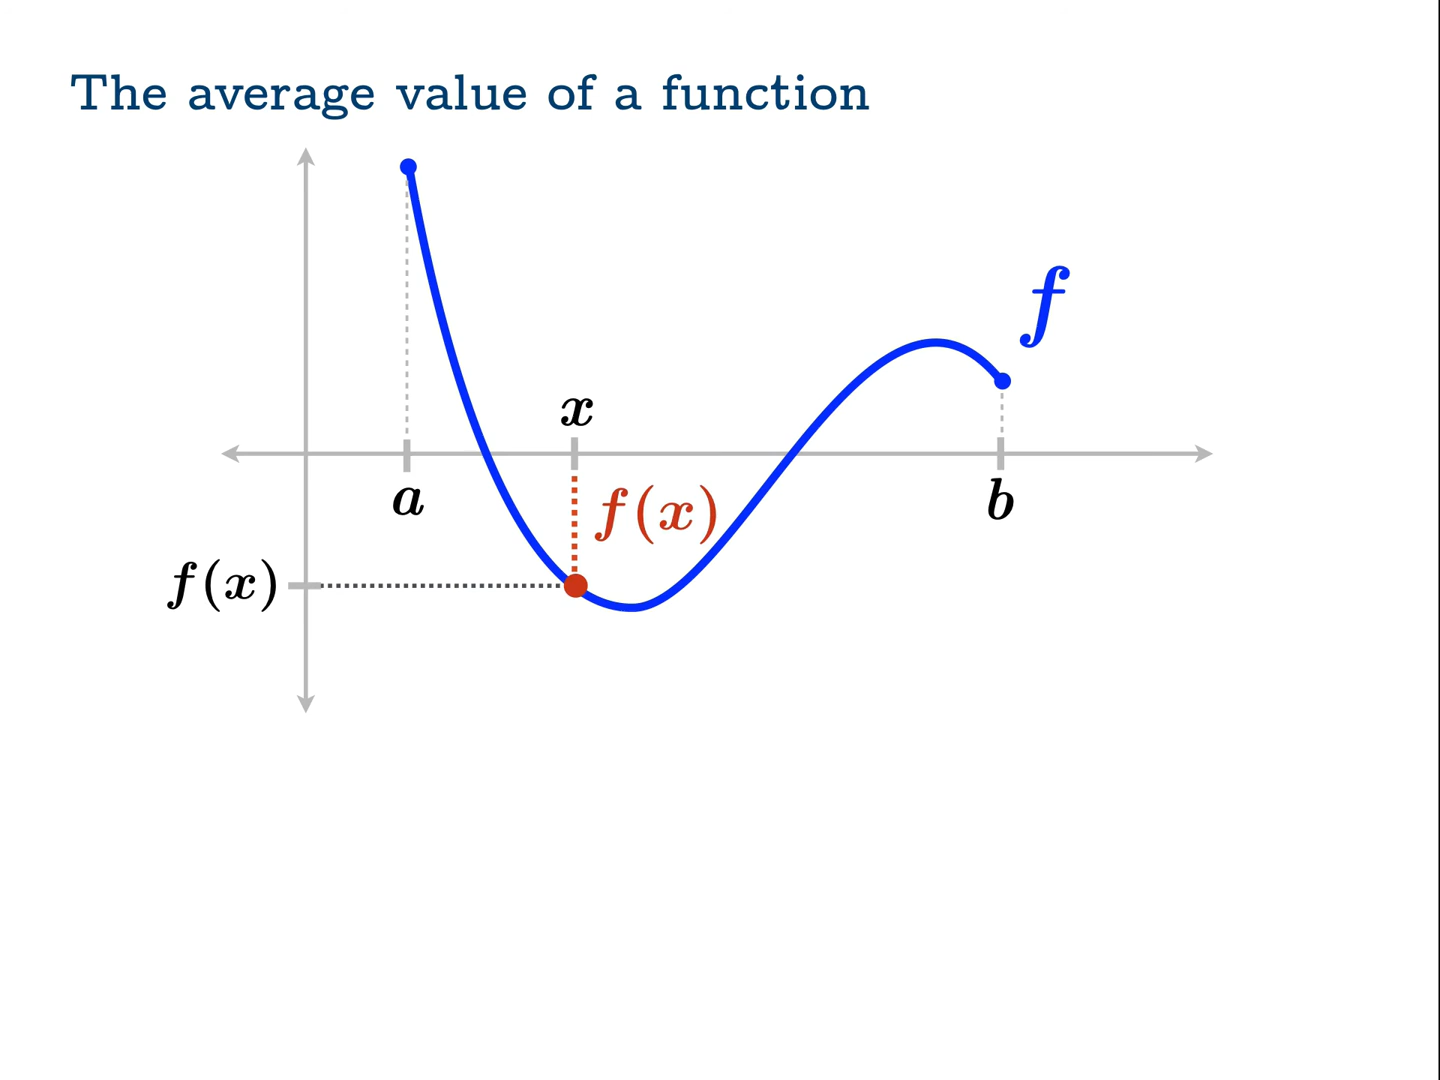 The average value of a function
f
x
a
f(x)
b
f(x)